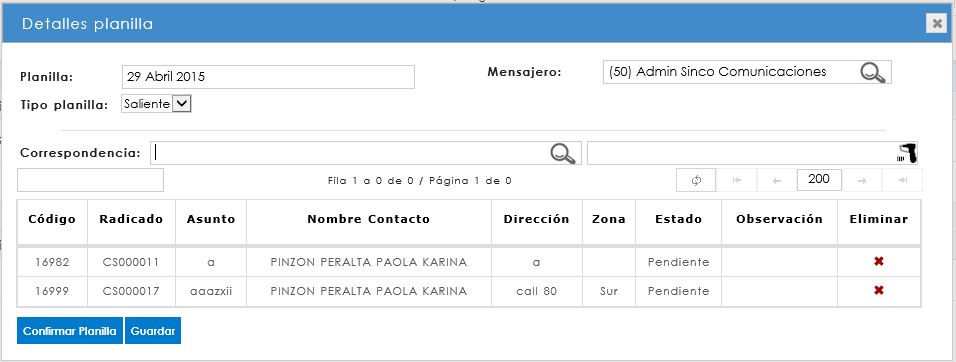 Detalles planilla
Planilla: 29 Abril 2015 Mensajero: (50) Admin Sinco Comunicaciones
Tipo planilla: Saliente
Correspondencia:
Fila 1 a 0 de 0 / Página 1 de 0 200
Código Radicado Asunto Nombre Contacto Dirección Zona Estado Observación Eliminar
16982 CS000011 a PINZON PERALTA PAOLA KARINA a Pendiente
16999 CS000017 aaazxii PINZON PERALTA PAOLA KARINA call 80 Sur Pendiente
Confirmar Planilla Guardar